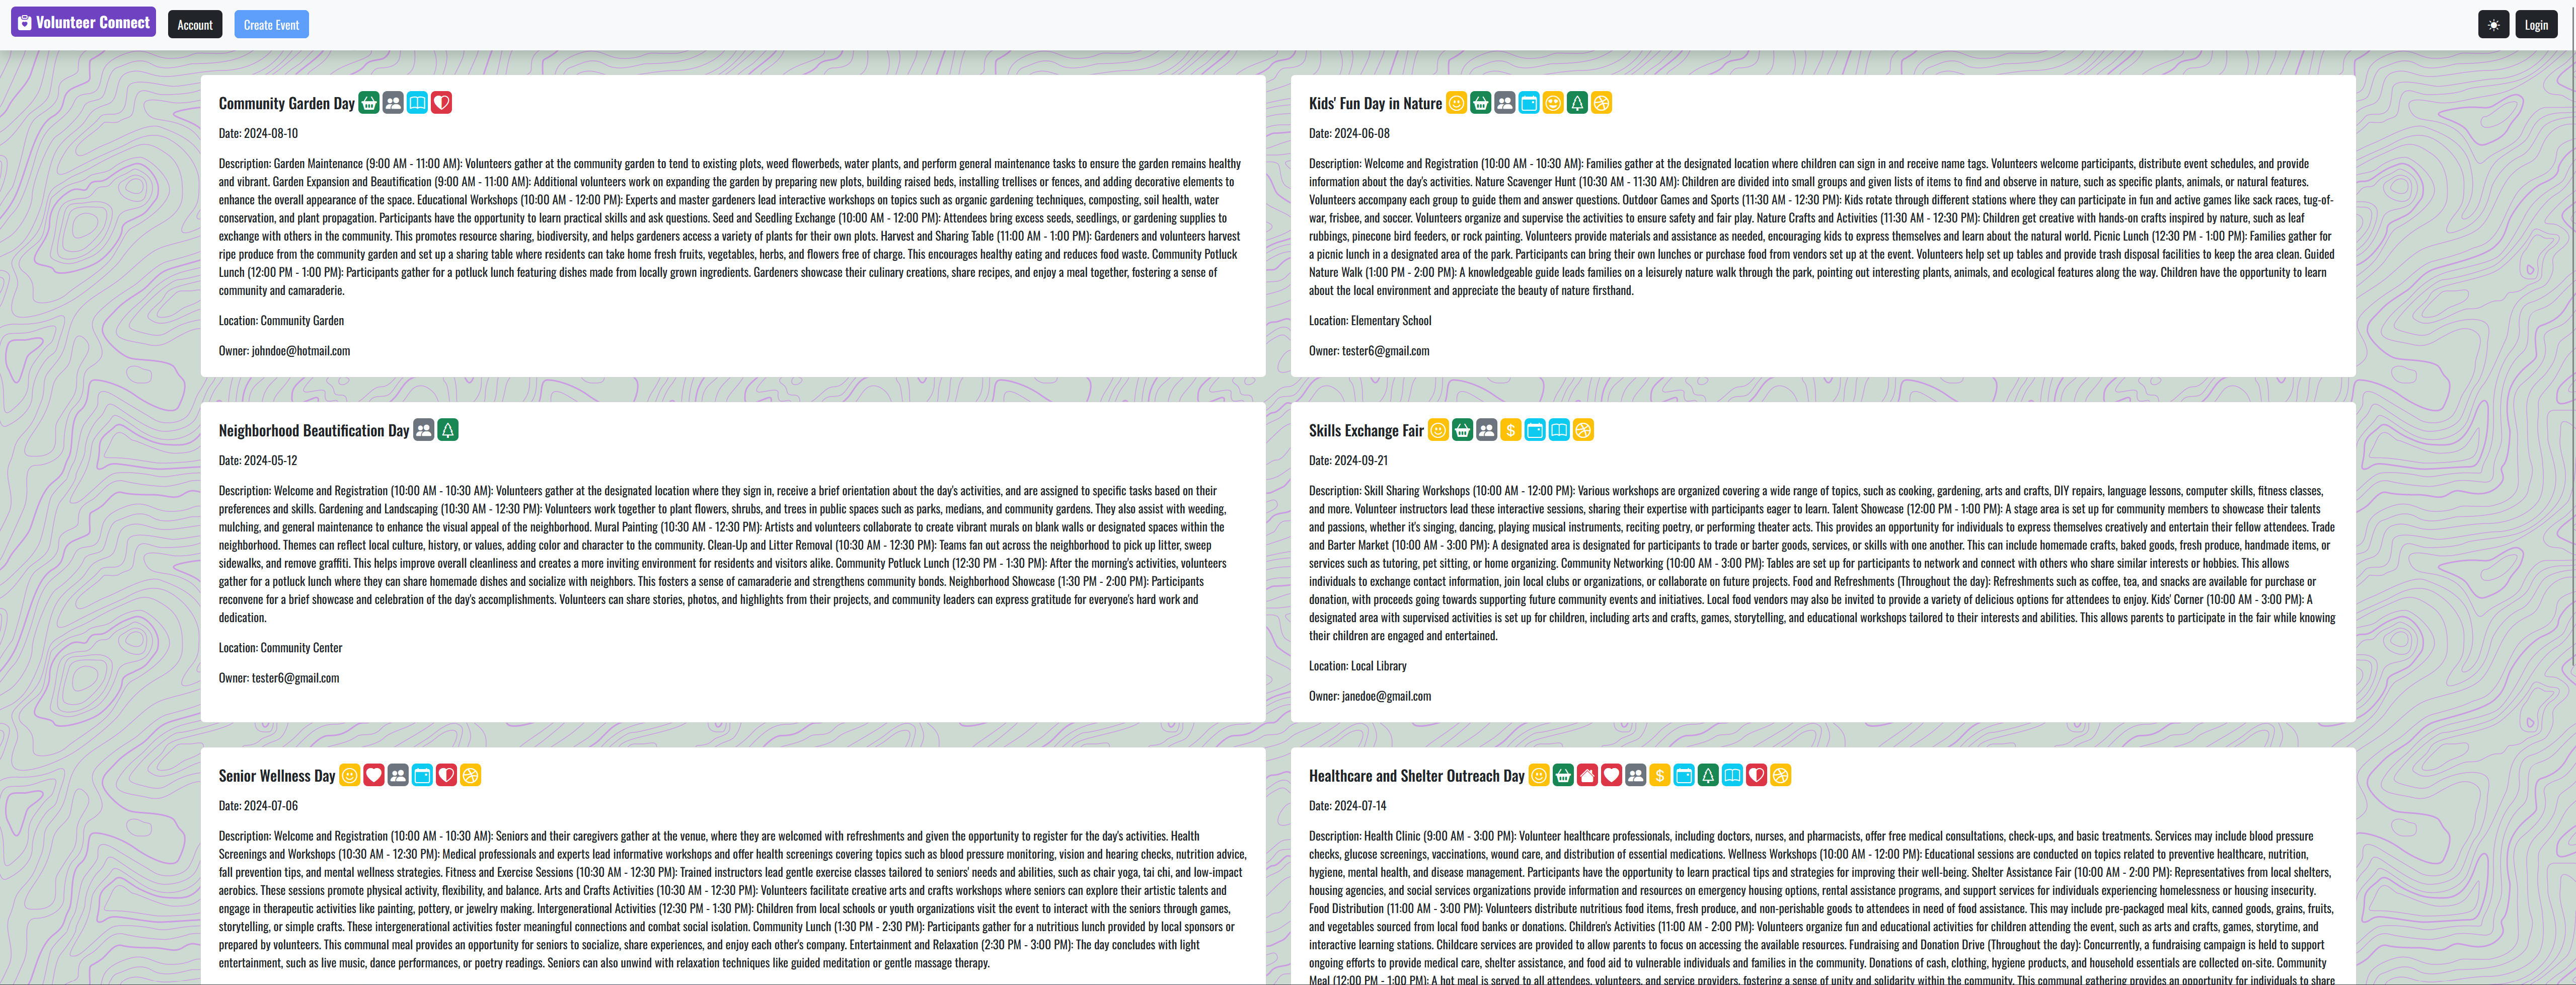 Volunteer Connect
Account
Create Event
Login
Community Garden Day
Date: 2024-08-10
Description: Garden Maintenance (9:00 AM - 11:00 AM): Volunteers gather at the community garden to tend to existing plots, weed flowerbeds, water plants, and perform general maintenance tasks to ensure the garden remains healthy
and vibrant. Garden Expansion and Beautification (9:00 AM - 11:00 AM): Additional volunteers work on expanding the garden by preparing new plots, building raised beds, installing trellises or fences, and adding decorative elements to
enhance the overall appearance of the space. Educational Workshops (10:00 AM - 12:00 PM): Experts and master gardeners lead interactive workshops on topics such as organic gardening techniques, composting, soil health, water
conservation, and plant propagation. Participants have the opportunity to learn practical skills and ask questions. Seed and Seedling Exchange (10:00 AM - 12:00 PM): Attendees bring excess seeds, seedlings, or gardening supplies to
exchange with others in the community. This promotes resource sharing, biodiversity, and helps gardeners access a variety of plants for their own plots. Harvest and Sharing Table (11:00 AM - 1:00 PM): Gardeners and volunteers harvest
ripe produce from the community garden and set up a sharing table where residents can take home fresh fruits, vegetables, herbs, and flowers free of charge. This encourages healthy eating and reduces food waste. Community Potluck
Lunch (12:00 PM - 1:00 PM): Participants gather for a potluck lunch featuring dishes made from locally grown ingredients. Gardeners showcase their culinary creations, share recipes, and enjoy a meal together, fostering a sense of
community and camaraderie.
Location: Community Garden
Owner: johndoe@hotmail.com
Kids' Fun Day in Nature
Date: 2024-06-08
Description: Welcome and Registration (10:00 AM - 10:30 AM): Families gather at the designated location where children can sign in and receive name tags. Volunteers welcome participants, distribute event schedules, and provide
information about the day's activities. Nature Scavenger Hunt (10:30 AM - 11:30 AM): Children are divided into small groups and given lists of items to find and observe in nature, such as specific plants, animals, or natural features.
Volunteers accompany each group to guide them and answer questions. Outdoor Games and Sports (11:30 AM - 12:30 PM): Kids rotate through different stations where they can participate in fun and active games like sack races, tug-of-
war, frisbee, and soccer. Volunteers organize and supervise the activities to ensure safety and fair play. Nature Crafts and Activities (11:30 AM - 12:30 PM): Children get creative with hands-on crafts inspired by nature, such as leaf
rubbings, pinecone bird feeders, or rock painting. Volunteers provide materials and assistance as needed, encouraging kids to express themselves and learn about the natural world. Picnic Lunch (12:30 PM - 1:00 PM): Families gather for
a picnic lunch in a designated area of the park. Participants can bring their own lunches or purchase food from vendors set up at the event. Volunteers help set up tables and provide trash disposal facilities to keep the area clean. Guided
Nature Walk (1:00 PM - 2:00 PM): A knowledgeable guide leads families on a leisurely nature walk through the park, pointing out interesting plants, animals, and ecological features along the way. Children have the opportunity to learn
about the local environment and appreciate the beauty of nature firsthand.
Location: Elementary School
Owner: tester6@gmail.com
Neighborhood Beautification Day
Date: 2024-05-12
Description: Welcome and Registration (10:00 AM - 10:30 AM): Volunteers gather at the designated location where they sign in, receive a brief orientation about the day's activities, and are assigned to specific tasks based on their
preferences and skills. Gardening and Landscaping (10:30 AM - 12:30 PM): Volunteers work together to plant flowers, shrubs, and trees in public spaces such as parks, medians, and community gardens. They also assist with weeding,
mulching, and general maintenance to enhance the visual appeal of the neighborhood. Mural Painting (10:30 AM - 12:30 PM): Artists and volunteers collaborate to create vibrant murals on blank walls or designated spaces within the
neighborhood. Themes can reflect local culture, history, or values, adding color and character to the community. Clean-Up and Litter Removal (10:30 AM - 12:30 PM): Teams fan out across the neighborhood to pick up litter, sweep
sidewalks, and remove graffiti. This helps improve overall cleanliness and creates a more inviting environment for residents and visitors alike. Community Potluck Lunch (12:30 PM - 1:30 PM): After the morning's activities, volunteers
gather for a potluck lunch where they can share homemade dishes and socialize with neighbors. This fosters a sense of camaraderie and strengthens community bonds. Neighborhood Showcase (1:30 PM - 2:00 PM): Participants
reconvene for a brief showcase and celebration of the day's accomplishments. Volunteers can share stories, photos, and highlights from their projects, and community leaders can express gratitude for everyone's hard work and
dedication.
Location: Community Center
Owner: tester6@gmail.com
Skills Exchange Fair
Date: 2024-09-21
Description: Skill Sharing Workshops (10:00 AM - 12:00 PM): Various workshops are organized covering a wide range of topics, such as cooking, gardening, arts and crafts, DIY repairs, language lessons, computer skills, fitness classes,
and more. Volunteer instructors lead these interactive sessions, sharing their expertise with participants eager to learn. Talent Showcase (12:00 PM - 1:00 PM): A stage area is set up for community members to showcase their talents
and passions, whether it's singing, dancing, playing musical instruments, reciting poetry, or performing theater acts. This provides an opportunity for individuals to express themselves creatively and entertain their fellow attendees. Trade
and Barter Market (10:00 AM - 3:00 PM): A designated area is designated for participants to trade or barter goods, services, or skills with one another. This can include homemade crafts, baked goods, fresh produce, handmade items, or
services such as tutoring, pet sitting, or home organizing. Community Networking (10:00 AM - 3:00 PM): Tables are set up for participants to network and connect with others who share similar interests or hobbies. This allows
individuals to exchange contact information, join local clubs or organizations, or collaborate on future projects. Food and Refreshments (Throughout the day): Refreshments such as coffee, tea, and snacks are available for purchase or
donation, with proceeds going towards supporting future community events and initiatives. Local food vendors may also be invited to provide a variety of delicious options for attendees to enjoy. Kids' Corner (10:00 AM - 3:00 PM): A
designated area with supervised activities is set up for children, including arts and crafts, games, storytelling, and educational workshops tailored to their interests and abilities. This allows parents to participate in the fair while knowing
their children are engaged and entertained.
Location: Local Library
Owner: janedoe@gmail.com
Senior Wellness Day
Date: 2024-07-06
Description: Welcome and Registration (10:00 AM - 10:30 AM): Seniors and their caregivers gather at the venue, where they are welcomed with refreshments and given the opportunity to register for the day's activities. Health
Screenings and Workshops (10:30 AM - 12:30 PM): Medical professionals and experts lead informative workshops and offer health screenings covering topics such as blood pressure monitoring, vision and hearing checks, nutrition advice,
fall prevention tips, and mental wellness strategies. Fitness and Exercise Sessions (10:30 AM - 12:30 PM): Trained instructors lead gentle exercise classes tailored to seniors' needs and abilities, such as chair yoga, tai chi, and low-impact
aerobics. These sessions promote physical activity, flexibility, and balance. Arts and Crafts Activities (10:30 AM - 12:30 PM): Volunteers facilitate creative arts and crafts workshops where seniors can explore their artistic talents and
engage in therapeutic activities like painting, pottery, or jewelry making. Intergenerational Activities (12:30 PM - 1:30 PM): Children from local schools or youth organizations visit the event to interact with the seniors through games,
storytelling, or simple crafts. These intergenerational activities foster meaningful connections and combat social isolation. Community Lunch (1:30 PM - 2:30 PM): Participants gather for a nutritious lunch provided by local sponsors or
prepared by volunteers. This communal meal provides an opportunity for seniors to socialize, share experiences, and enjoy each other's company. Entertainment and Relaxation (2:30 PM - 3:00 PM): The day concludes with light
entertainment, such as live music, dance performances, or poetry readings. Seniors can also unwind with relaxation techniques like guided meditation or gentle massage therapy.
Healthcare and Shelter Outreach Day
Date: 2024-07-14
Description: Health Clinic (9:00 AM - 3:00 PM): Volunteer healthcare professionals, including doctors, nurses, and pharmacists, offer free medical consultations, check-ups, and basic treatments. Services may include blood pressure
checks, glucose screenings, vaccinations, wound care, and distribution of essential medications. Wellness Workshops (10:00 AM - 12:00 PM): Educational sessions are conducted on topics related to preventive healthcare, nutrition,
hygiene, mental health, and disease management. Participants have the opportunity to learn practical tips and strategies for improving their well-being. Shelter Assistance Fair (10:00 AM - 2:00 PM): Representatives from local shelters,
housing agencies, and social services organizations provide information and resources on emergency housing options, rental assistance programs, and support services for individuals experiencing homelessness or housing insecurity.
Food Distribution (11:00 AM - 3:00 PM): Volunteers distribute nutritious food items, fresh produce, and non-perishable goods to attendees in need of food assistance. This may include pre-packaged meal kits, canned goods, grains, fruits,
and vegetables sourced from local food banks or donations. Children's Activities (11:00 AM - 2:00 PM): Volunteers organize fun and educational activities for children attending the event, such as arts and crafts, games, storytime, and
interactive learning stations. Childcare services are provided to allow parents to focus on accessing the available resources. Fundraising and Donation Drive (Throughout the day): Concurrently, a fundraising campaign is held to support
ongoing efforts to provide medical care, shelter assistance, and food aid to vulnerable individuals and families in the community. Donations of cash, clothing, hygiene products, and household essentials are collected on-site. Community
Meal (12:00 PM - 1:00 PM): A hot meal is served to all attendees, volunteers, and service providers, fostering a sense of unity and solidarity within the community. This communal gathering provides an opportunity for individuals to share